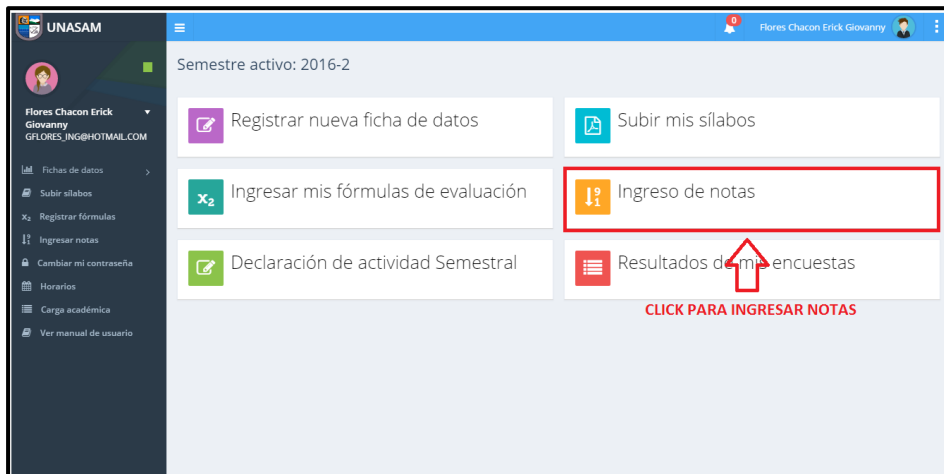 UNASAM
0
Flores Chacon Erick Giovanny
Flores Chacon Erick
Giovanny
GFLORES_ING@HOTMAIL.COM
Fichas de datos
Subir sílabos
x₂ Registrar fórmulas
Ingresar notas
Cambiar mi contraseña
Horarios
Carga académica
Ver manual de usuario
Semestre activo: 2016-2
Registrar nueva ficha de datos
Subir mis sílabos
x₂ Ingresar mis fórmulas de evaluación
Ingreso de notas
Declaración de actividad Semestral
Resultados de mis encuestas
CLICK PARA INGRESAR NOTAS